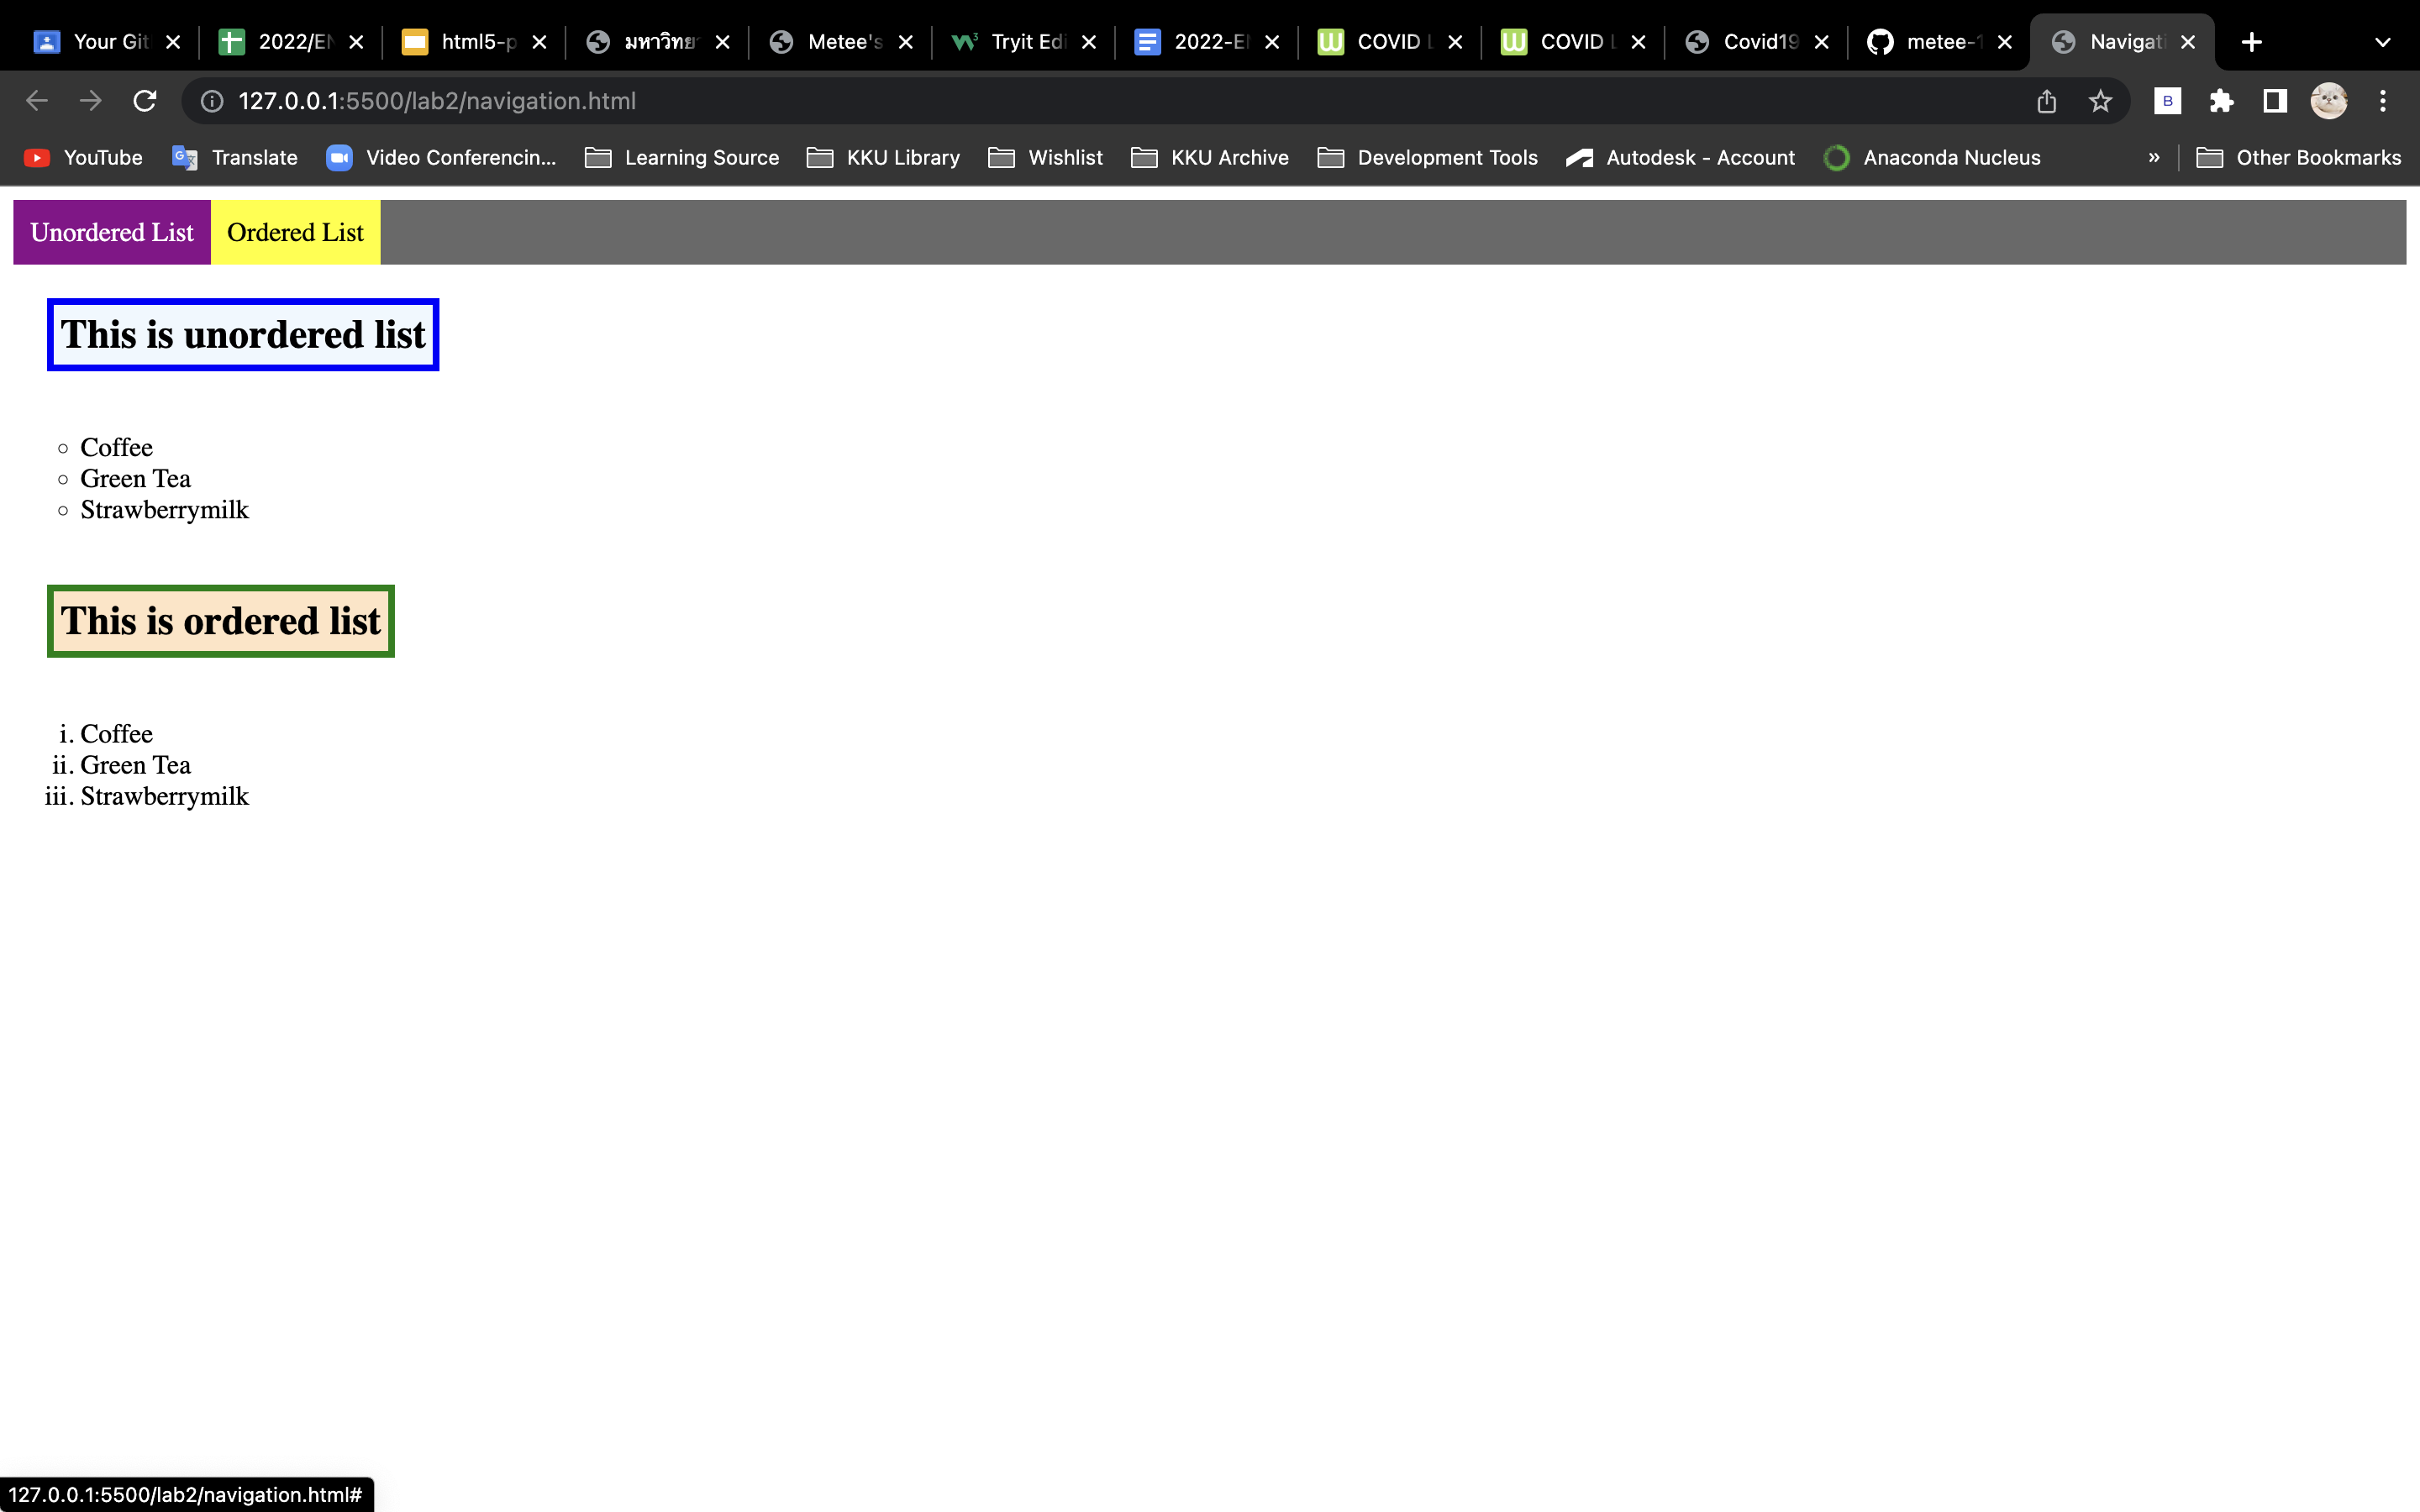 Your Git 2022/EN html5-p มหาวิทย Metee's Tryit Edi 2022-E COVID L COVID L Covid19 metee-1 Navigati
127.0.0.1:5500/lab2/navigation.html B
YouTube Translate Video Conferencin... Learning Source KKU Library Wishlist KKU Archive Development Tools Autodesk - Account Anaconda Nucleus » Other Bookmarks
Unordered List Ordered List
This is unordered list
Coffee
Green Tea
Strawberrymilk
This is ordered list
i. Coffee
ii. Green Tea
iii. Strawberrymilk
127.0.0.1:5500/lab2/navigation.html#